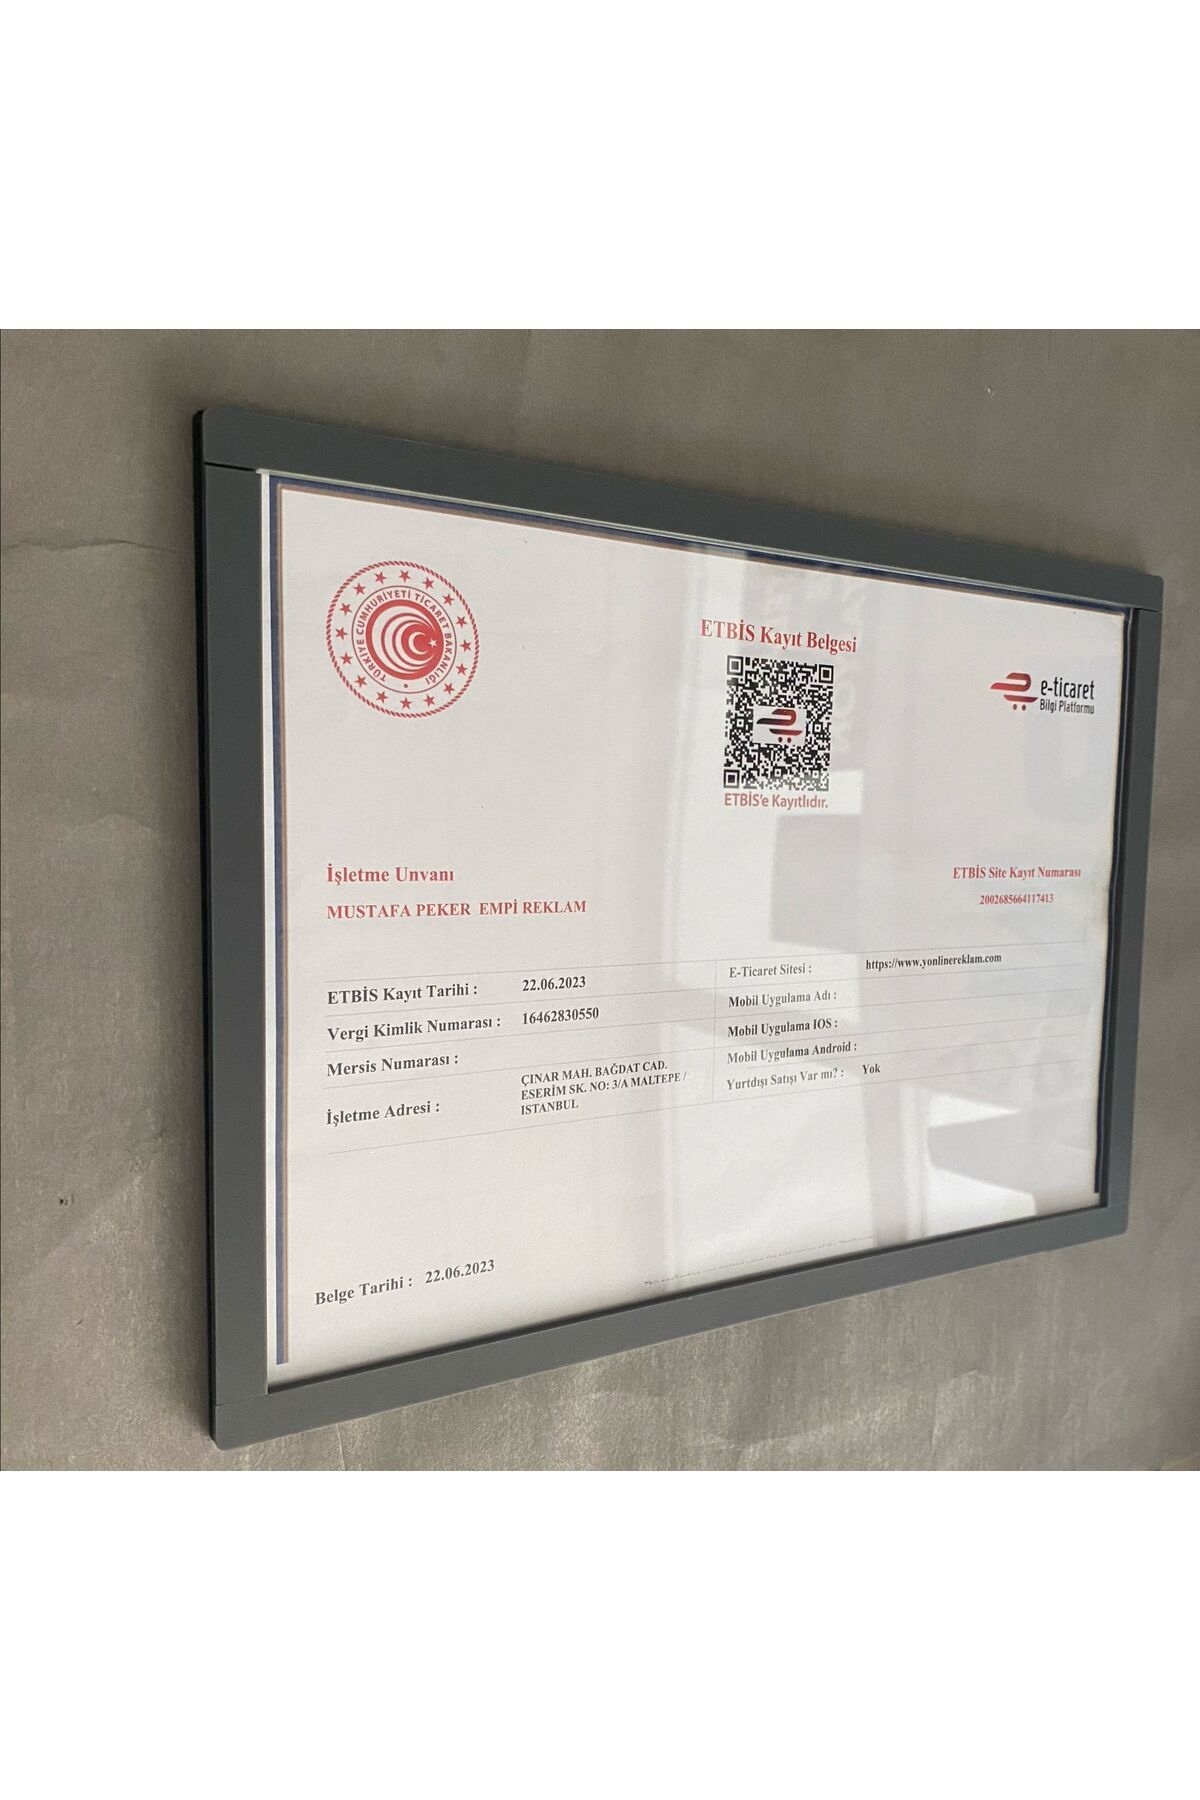 TÜRKİYE CUMHURİYETİ TİCARET BAKANLIĞI
ETBİS Kayıt Belgesi
e-ticaret
Bilgi Platformu
ETBİS'e Kayıtlıdır.
İşletme Unvanı
MUSTAFA PEKER EMPİ REKLAM
ETBİS Site Kayıt Numarası
2002685664117413
ETBİS Kayıt Tarihi : 22.06.2023
Vergi Kimlik Numarası : 16462830550
Mersis Numarası :
İşletme Adresi : ÇINAR MAH. BAĞDAT CAD.
ESERİM SK. NO: 3/A MALTEPE /
ISTANBUL
E-Ticaret Sitesi : https://www.yonlinereklam.com
Mobil Uygulama Adı :
Mobil Uygulama IOS :
Mobil Uygulama Android :
Yurtdışı Satışı Var mı? : Yok
Belge Tarihi : 22.06.2023